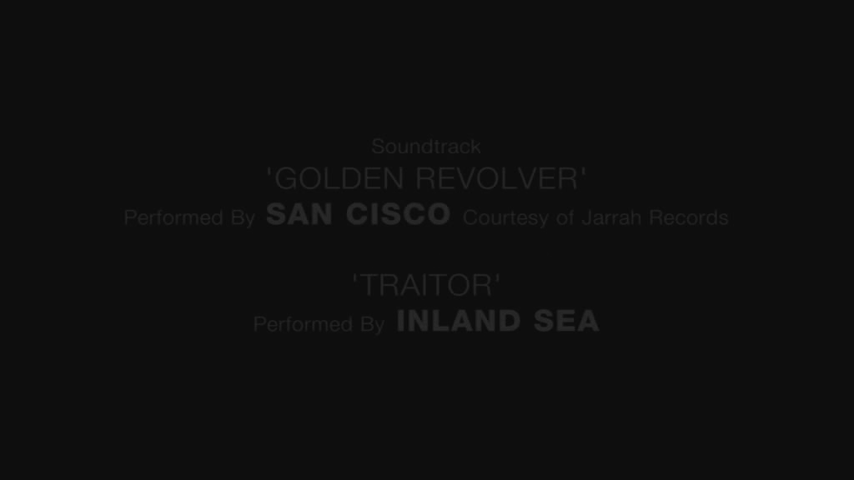 Soundtrack
'GOLDEN REVOLVER'
Performed By SAN CISCO Courtesy of Jarrah Records
'TRAITOR'
Performed By INLAND SEA